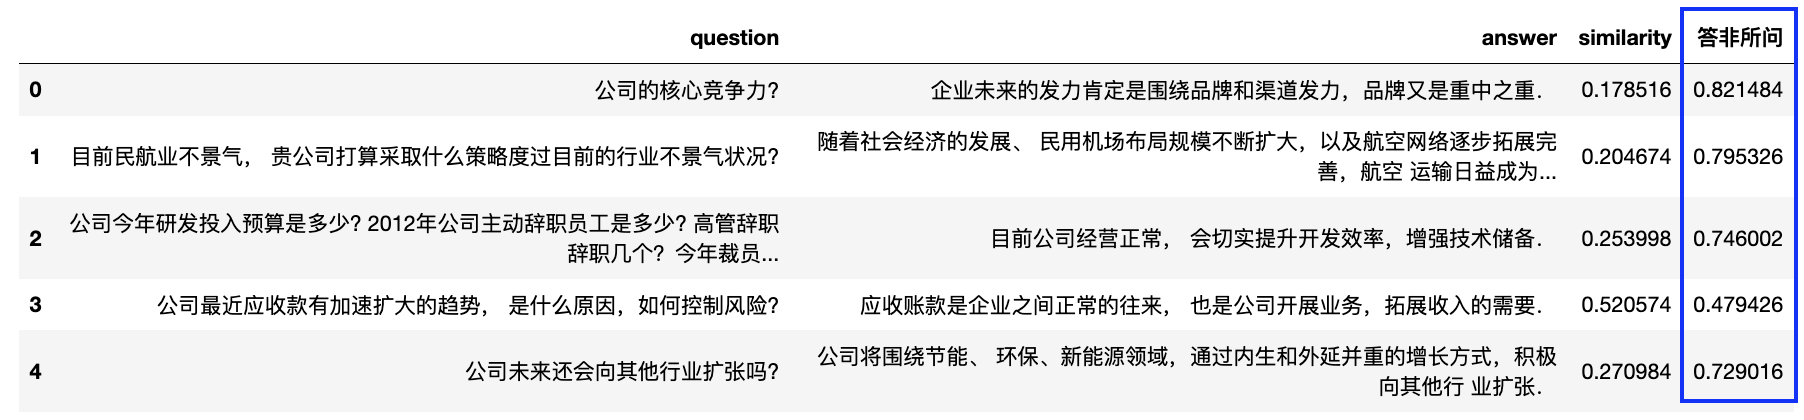 question answer similarity 答非所问
0 公司的核心竞争力? 企业未来的发力肯定是围绕品牌和渠道发力，品牌又是重中之重． 0.178516 0.821484
1 目前民航业不景气， 贵公司打算采取什么策略度过目前的行业不景气状况? 随着社会经济的发展、 民用机场布局规模不断扩大，以及航空网络逐步拓展完
善，航空 运输日益成为... 0.204674 0.795326
2 公司今年研发投入预算是多少? 2012年公司主动辞职员工是多少? 高管辞职
辞职几个？今年裁员... 目前公司经营正常， 会切实提升开发效率，增强技术储备． 0.253998 0.746002
3 公司最近应收款有加速扩大的趋势， 是什么原因，如何控制风险? 应收账款是企业之间正常的往来， 也是公司开展业务，拓展收入的需要． 0.520574 0.479426
4 公司未来还会向其他行业扩张吗? 公司将围绕节能、 环保、新能源领域，通过内生和外延并重的增长方式，积极
向其他行 业扩张． 0.270984 0.729016